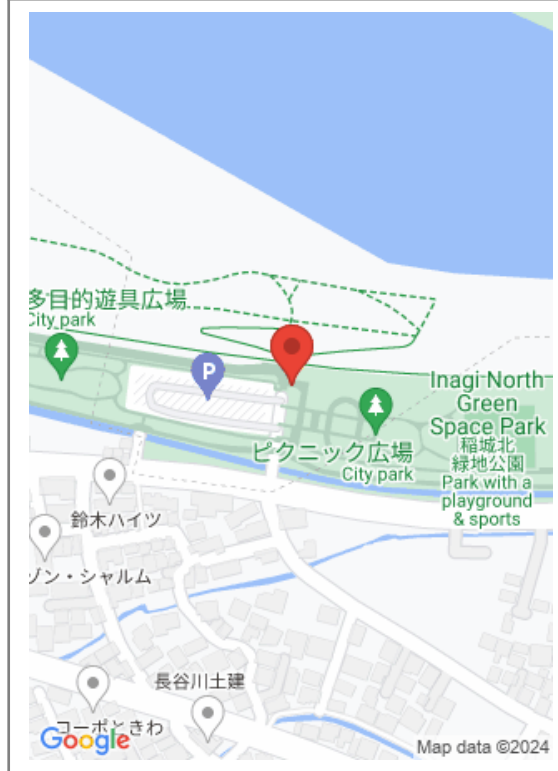 多目的遊具広場
City park
P
Inagi North
Green
Space Park
稲城北
緑地公園
Park with a
playground
& sports
ピクニック広場
City park
鈴木ハイツ
ゾン・シャルム
長谷川土建
コーポときわ
Google
Map data ©2024